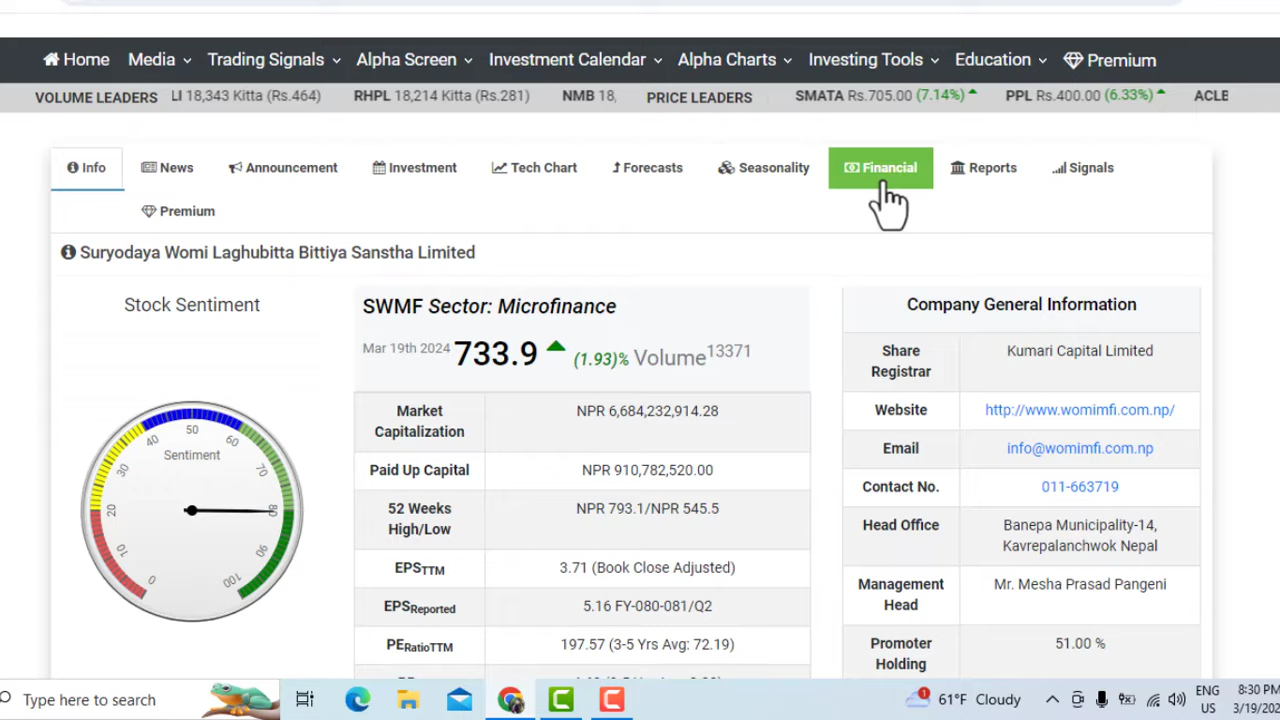 Home Media Trading Signals Alpha Screen Investment Calendar Alpha Charts Investing Tools Education Premium
VOLUME LEADERS LI 18,343 Kitta (Rs.464) RHPL 18,214 Kitta (Rs.281) NMB 18, PRICE LEADERS SMATA Rs.705.00 (7.14%) PPL Rs.400.00 (6.33%) ACLB
Info News Announcement Investment Tech Chart Forecasts Seasonality Financial Reports Signals
Premium
Suryodaya Womi Laghubitta Bittiya Sanstha Limited
Stock Sentiment
0 10 20 30 40 50 60 70 80 90 100
Sentiment
SWMF Sector: Microfinance
Mar 19th 2024 733.9 (1.93)% Volume 13371
Market Capitalization NPR 6,684,232,914.28
Paid Up Capital NPR 910,782,520.00
52 Weeks High/Low NPR 793.1/NPR 545.5
EPSTTM 3.71 (Book Close Adjusted)
EPSReported 5.16 FY-080-081/Q2
PERatioTTM 197.57 (3-5 Yrs Avg: 72.19)
Company General Information
Share Registrar Kumari Capital Limited
Website http://www.womimfi.com.np/
Email info@womimfi.com.np
Contact No. 011-663719
Head Office Banepa Municipality-14, Kavrepalanchwok Nepal
Management Head Mr. Mesha Prasad Pangeni
Promoter Holding 51.00 %
Type here to search
1
61°F Cloudy
ENG US
8:30 PM
3/19/202